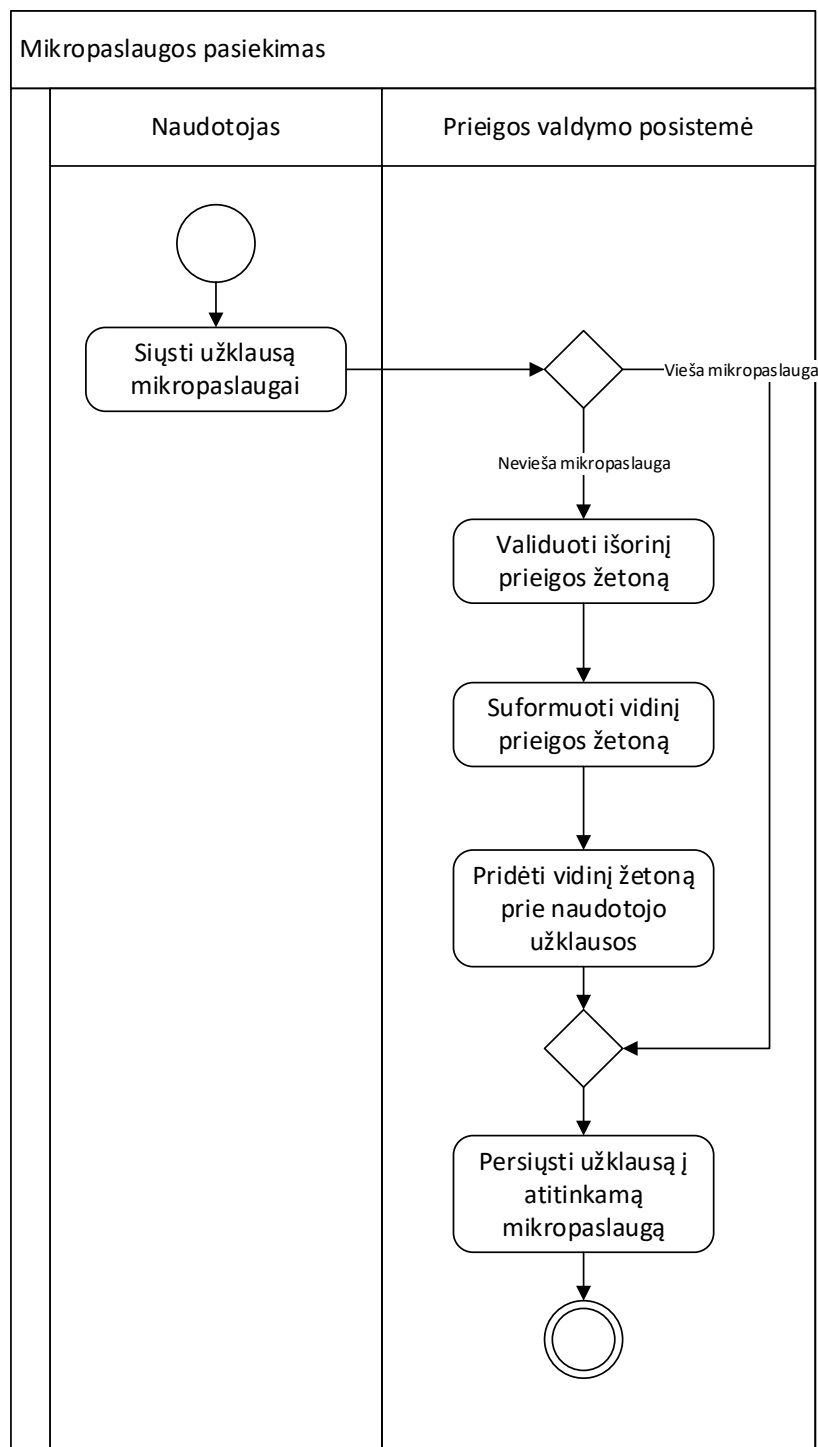 Mikropaslaugos pasiekimas
Naudotojas
Prieigos valdymo posistemė
Siųsti užklausą
mikropaslaugai
Vieša mikropaslauga
Nevieša mikropaslauga
Validuoti išorinį
prieigos žetoną
Suformuoti vidinį
prieigos žetoną
Pridėti vidinį žetoną
prie naudotojo
užklausos
Persiųsti užklausą į
atitinkamą
mikropaslaugą